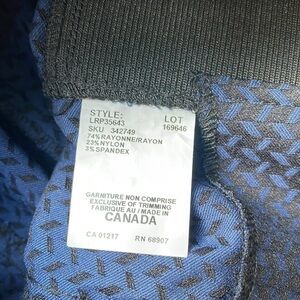 STYLE: LOT
LRP35643 169646
SKU 342749
74%RAYONNE/RAYON
23%NYLON
3%SPANDEX
GARNITURE NON COMPRISE
EXCLUSIVE OF TRIMMING
FABRIQUE AU / MADE IN
CANADA
CA 01217 RN 68907